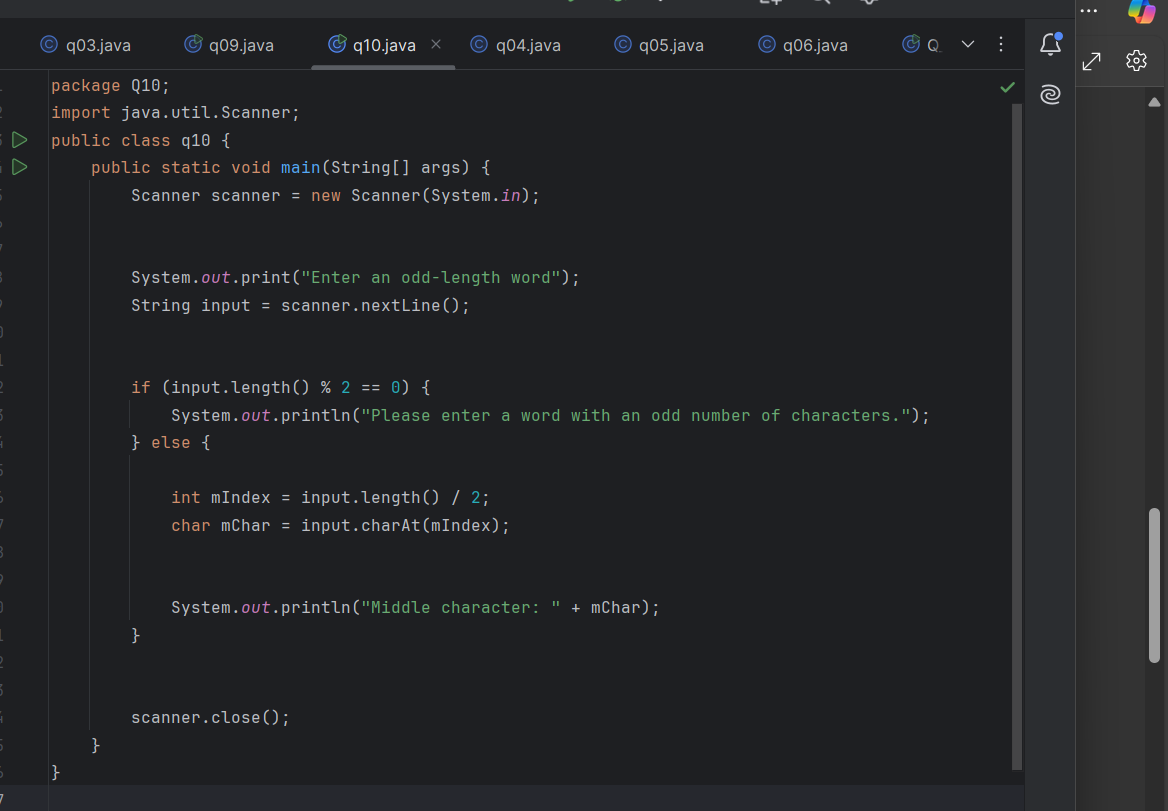 q03.java q09.java q10.java q04.java q05.java q06.java
package Q10;
import java.util.Scanner;
public class q10 {
public static void main(String[] args) {
Scanner scanner = new Scanner(System.in);
System.out.print("Enter an odd-length word");
String input = scanner.nextLine();
if (input.length() % 2 == 0) {
System.out.println("Please enter a word with an odd number of characters.");
} else {
int mIndex = input.length() / 2;
char mChar = input.charAt(mIndex);
System.out.println("Middle character: " + mChar);
}
scanner.close();
}
}